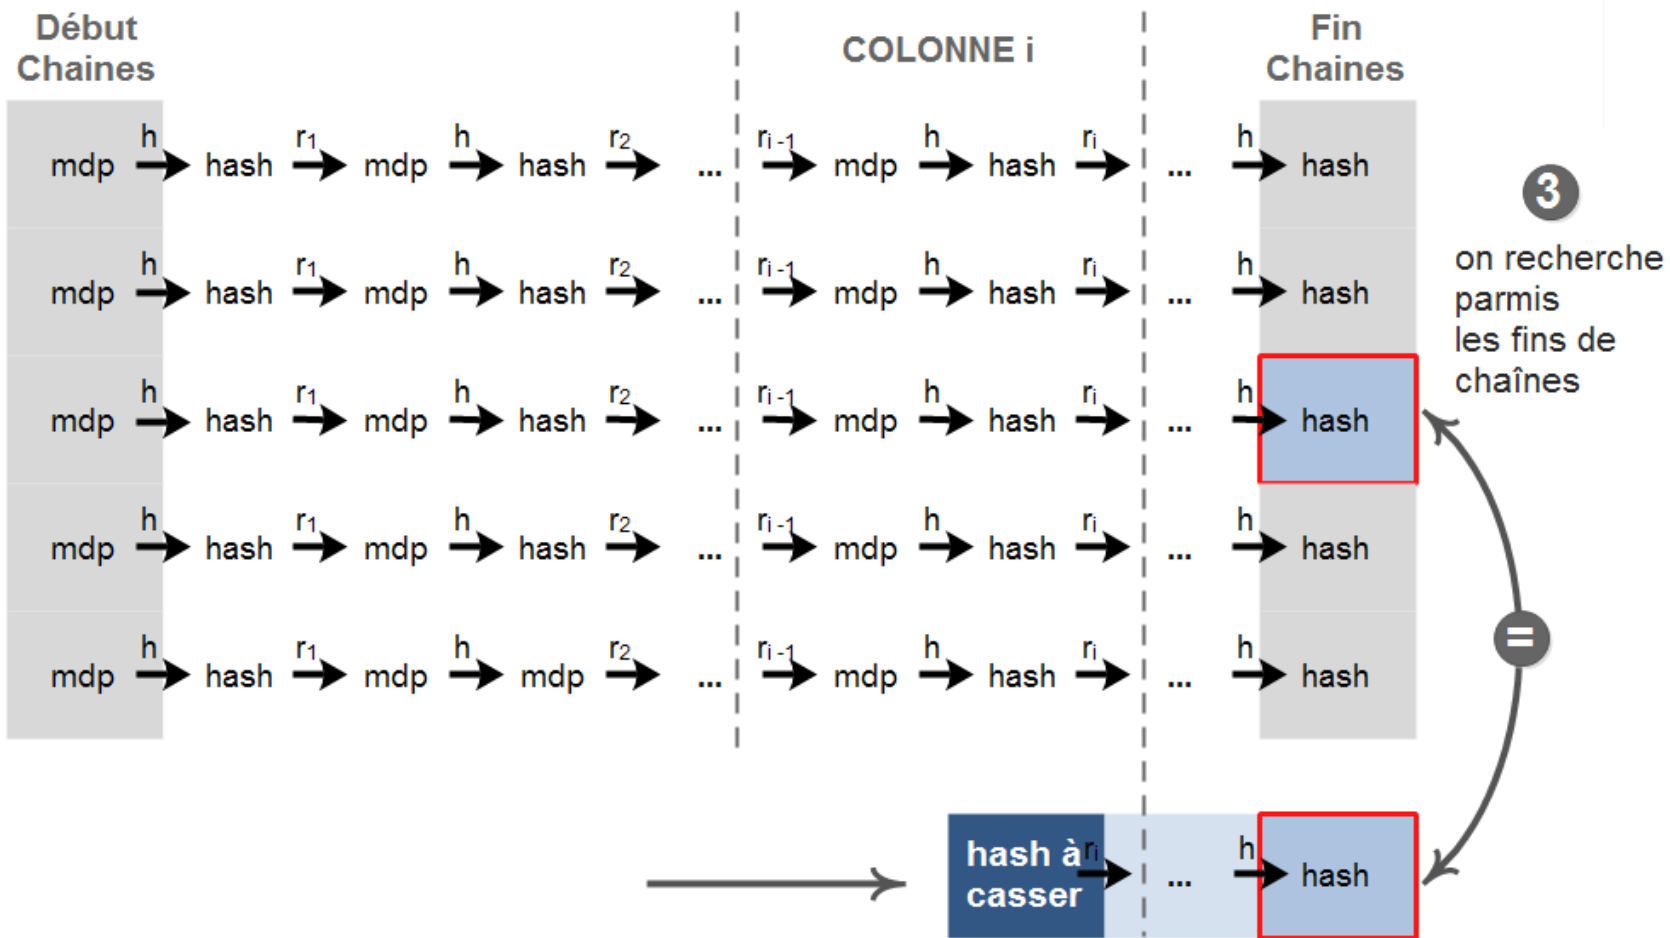 Début
Chaines
COLONNE i
Fin
Chaines
h r1 h r2 ri-1 h ri h
mdp hash mdp hash ... mdp hash ... hash
3
on recherche
parmis
les fins de
chaînes
h r1 h r2 ri-1 h ri h
mdp hash mdp hash ... mdp hash ... hash
h r1 h r2 ri-1 h ri h
mdp hash mdp hash ... mdp hash ... hash
h r1 h r2 ri-1 h ri h
mdp hash mdp hash ... mdp hash ... hash
=
h r1 h r2 ri-1 h ri h
mdp hash mdp mdp ... mdp hash ... hash
hash à ri h
casser ... hash